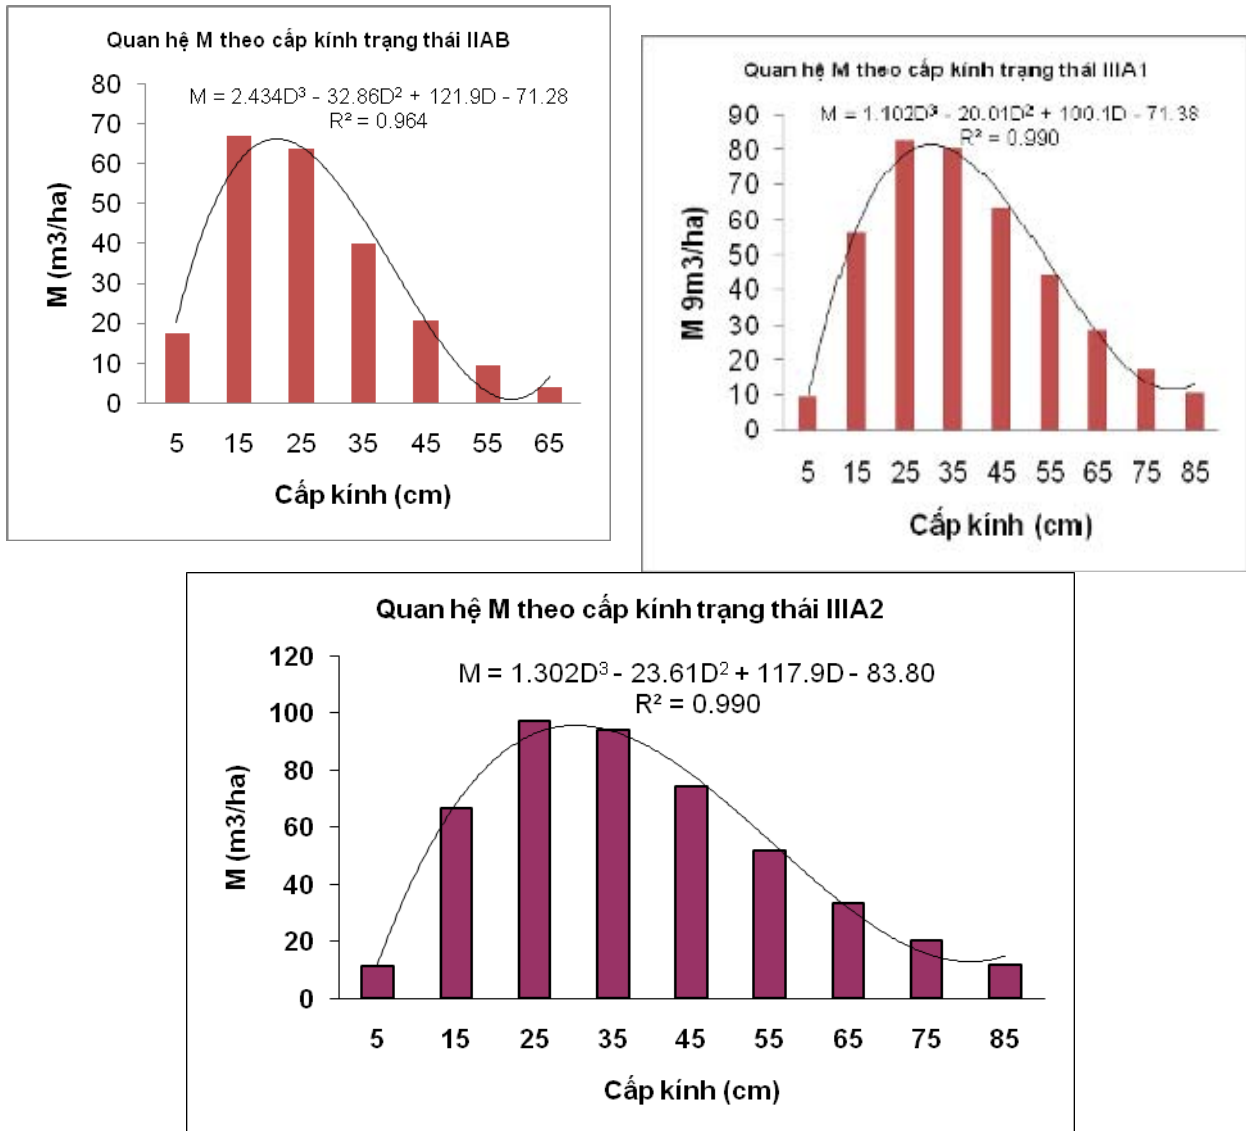 Quan hệ M theo cấp kính trạng thái IIAB
M = 2.434D³ - 32.86D² + 121.9D - 71.28
R² = 0.964
80
70
60
50
40
30
20
10
0
M (m3/ha)
5 15 25 35 45 55 65
Cấp kính (cm)
Quan hệ M theo cấp kính trạng thái IIIA1
M = 1.102D³ - 20.01D² + 100.1D - 71.38
R² = 0.990
90
80
70
60
50
40
30
20
10
0
M 9m3/ha)
5 15 25 35 45 55 65 75 85
Cấp kính (cm)
Quan hệ M theo cấp kính trạng thái IIIA2
M = 1.302D³ - 23.61D² + 117.9D - 83.80
R² = 0.990
120
100
80
60
40
20
0
M (m3/ha)
5 15 25 35 45 55 65 75 85
Cấp kính (cm)